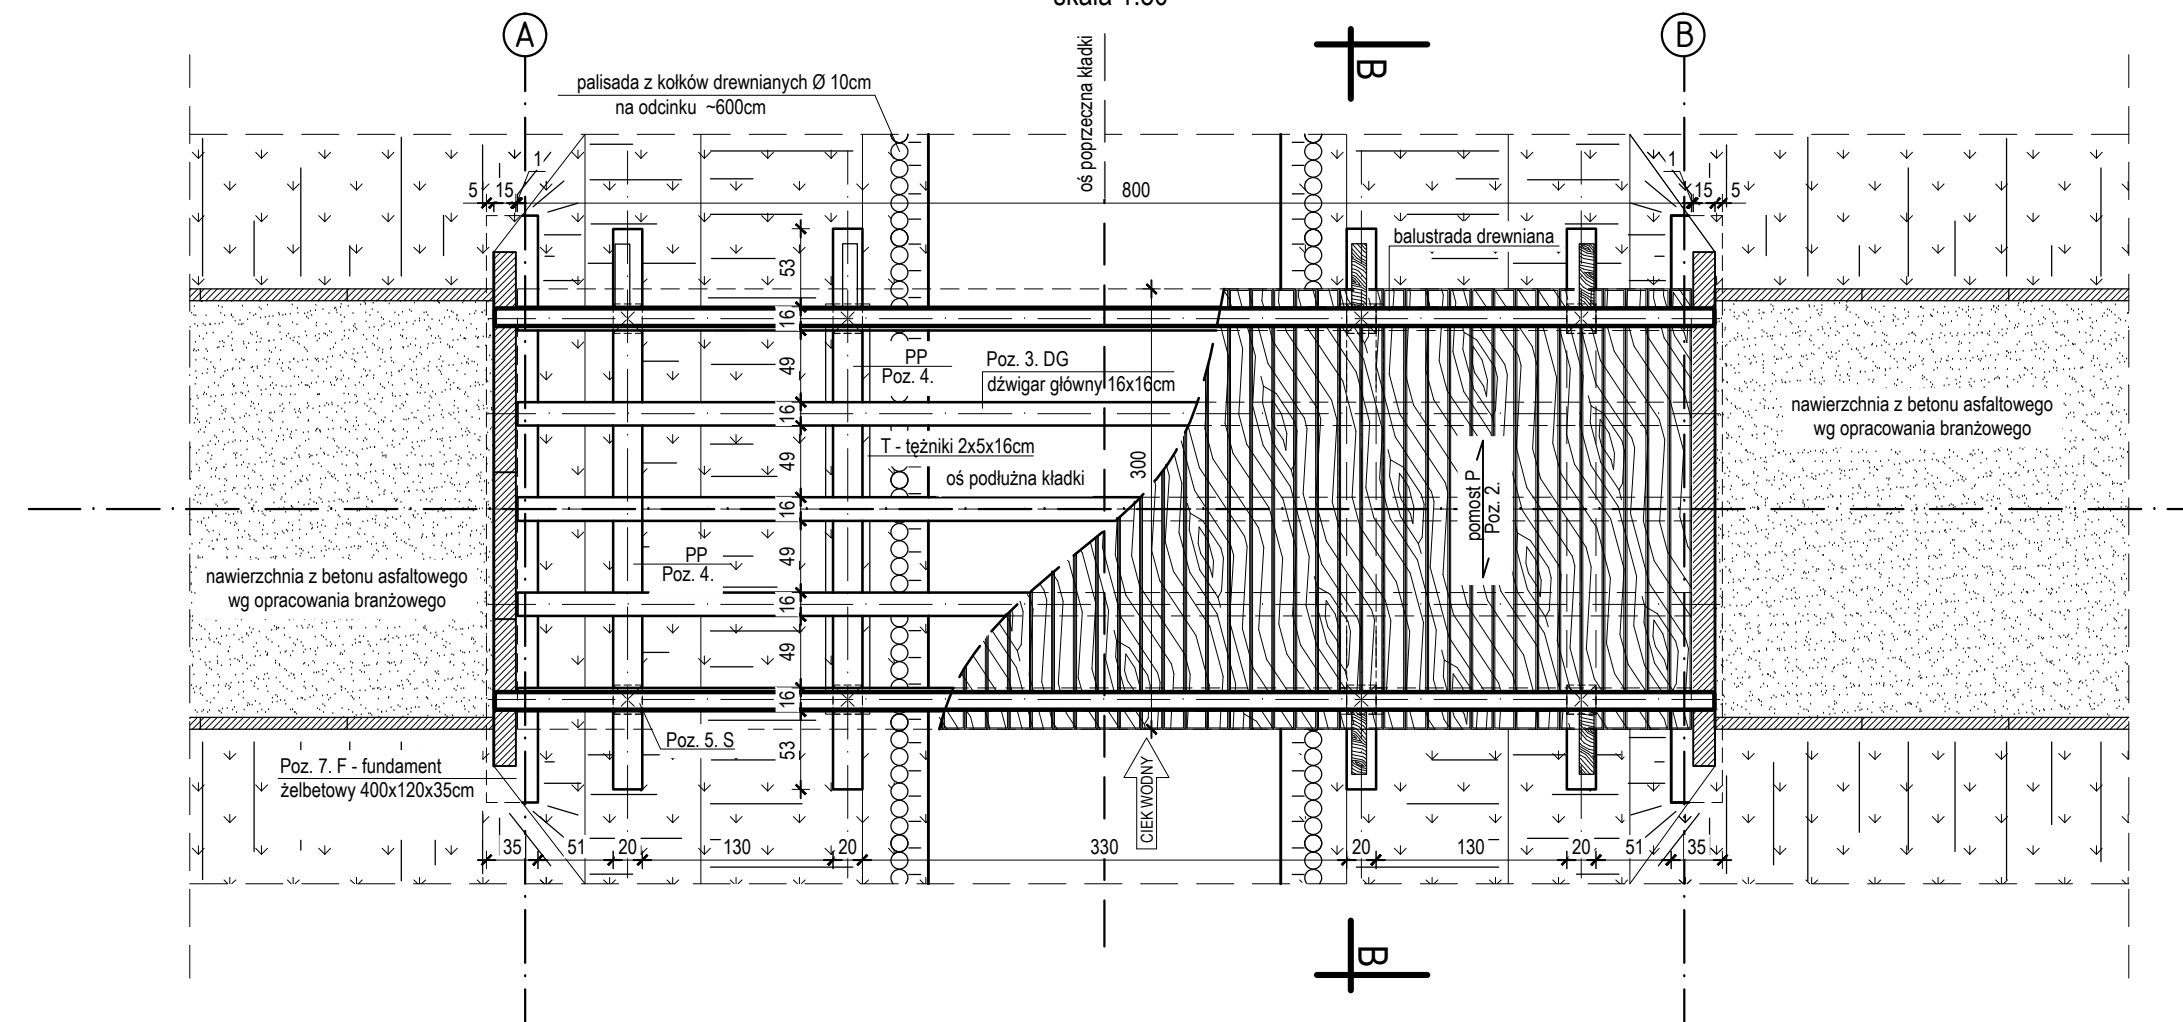 A
B
B
palisada z kołków drewnianych Ø 10cm
na odcinku ~600cm
oś poprzeczna kładki
1
1
5
15
800
15
5
balustrada drewniana
53
16
49
16
49
16
49
16
49
16
53
PP
Poz. 4.
Poz. 3. DG
dźwigar główny 16x16cm
T - tężniki 2x5x16cm
oś podłużna kładki
300
pomost P
Poz. 2.
nawierzchnia z betonu asfaltowego
wg opracowania branżowego
PP
Poz. 4.
nawierzchnia z betonu asfaltowego
wg opracowania branżowego
Poz. 5. S
Poz. 7. F - fundament
żelbetowy 400x120x35cm
CIEK WODNY
35
51
20
130
20
330
20
130
20
51
35
B